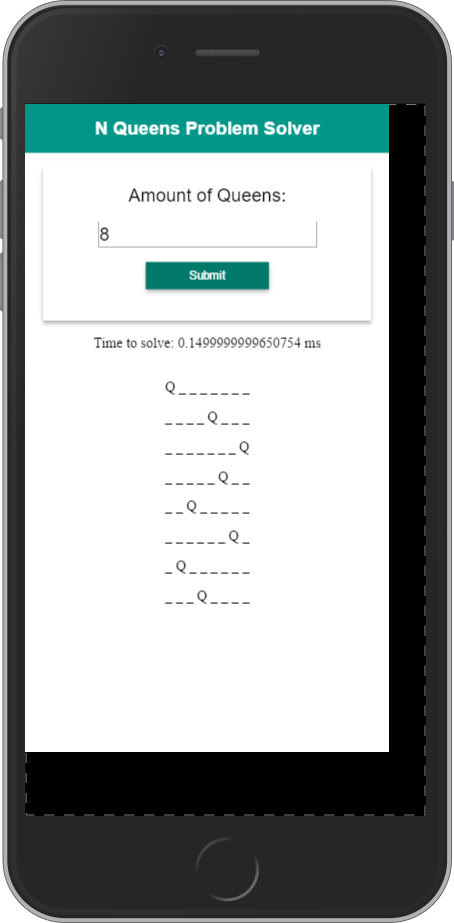 N Queens Problem Solver
Amount of Queens:
8
Submit
Time to solve: 0.1499999999650754 ms
Q _ _ _ _ _ _ _
_ _ _ _ Q _ _ _
_ _ _ _ _ _ _ Q
_ _ _ _ _ Q _ _
_ _ Q _ _ _ _ _
_ _ _ _ _ _ Q _
_ Q _ _ _ _ _ _
_ _ _ Q _ _ _ _